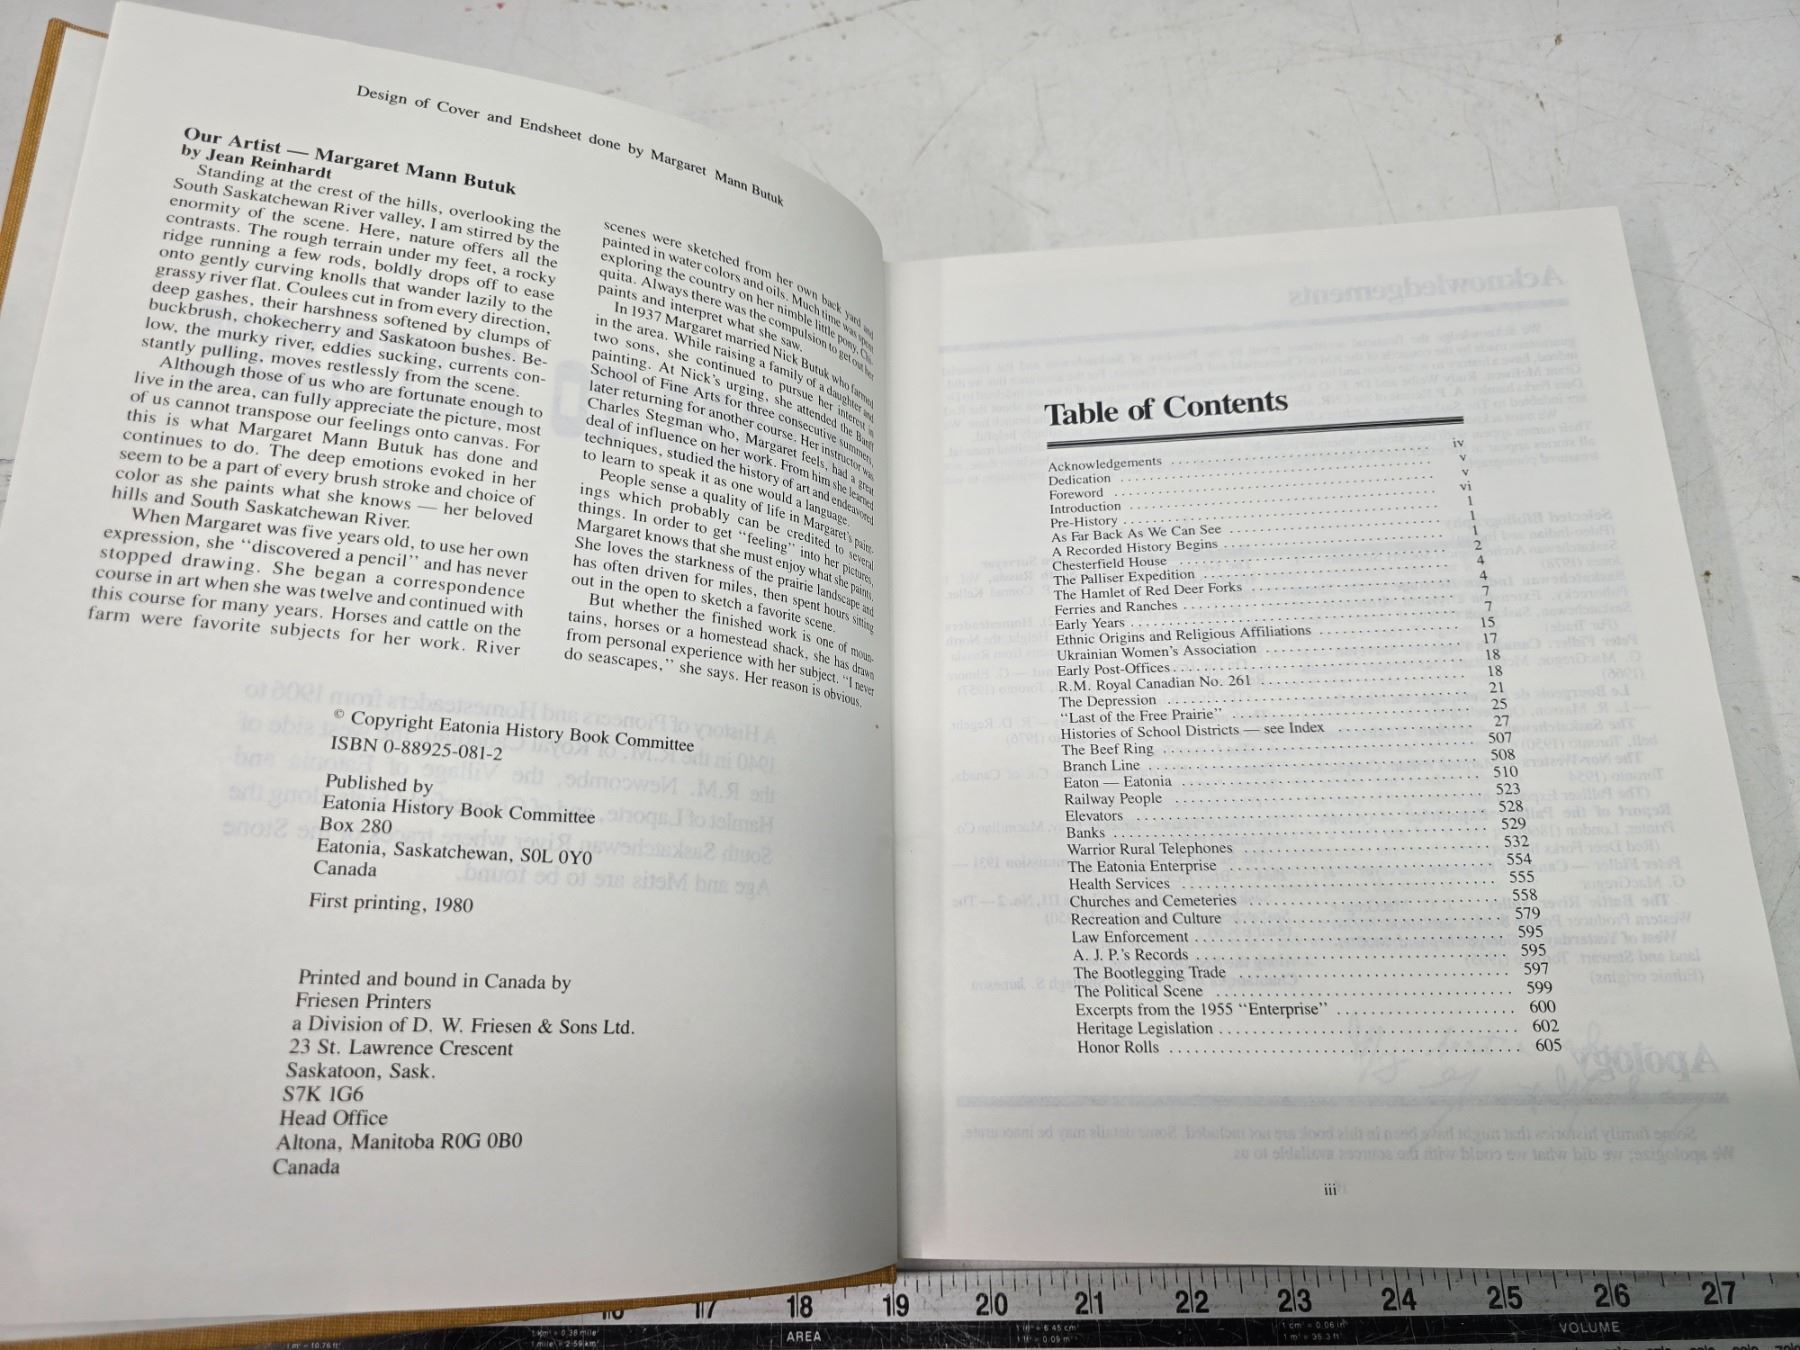 Design of Cover and Endsheet done by Margaret Mann Butuk
Our Artist — Margaret Mann Butuk
by Jean Reinhardt
Standing at the crest of the hills, overlooking the
South Saskatchewan River valley, I am stirred by the
enormity of the scene. Here, nature offers all the
contrasts. The rough terrain under my feet, a rocky
ridge running a few rods, boldly drops off to ease
onto gently curving knolls that wander lazily to the
grassy river flat. Coulees cut in from every direction,
deep gashes, their harshness softened by clumps of
buckbrush, chokecherry and Saskatoon bushes. Be-
low, the murky river, eddies sucking, currents con-
stantly pulling, moves restlessly from the scene.
Although those of us who are fortunate enough to
live in the area, can fully appreciate the picture, most
of us cannot transpose our feelings onto canvas. For
this is what Margaret Mann Butuk has done and
continues to do. The deep emotions evoked in her
seem to be a part of every brush stroke and choice of
color as she paints what she knows — her beloved
hills and South Saskatchewan River.
When Margaret was five years old, to use her own
expression, she "discovered a pencil" and has never
stopped drawing. She began a correspondence
course in art when she was twelve and continued with
this course for many years. Horses and cattle on the
farm were favorite subjects for her work. River
scenes were sketched from her own back yard and
painted in water colors and oils. Much time was spent
exploring the country on her nimble little pony, Chi-
quita. Always there was the compulsion to get out her
paints and interpret what she saw.
In 1937 Margaret married Nick Butuk who farmed
in the area. While raising a family of a daughter and
two sons, she continued to pursue her interest in
painting. At Nick's urging, she attended the Banff
School of Fine Arts for three consecutive summers,
later returning for another course. Her instructor was
Charles Stegman who, Margaret feels, had a great
deal of influence on her work. From him she learned
techniques, studied the history of art and endeavored
to learn to speak it as one would a language.
People sense a quality of life in Margaret's paint-
ings which probably can be credited to several
things. In order to get "feeling" into her pictures,
Margaret knows that she must enjoy what she paints.
She loves the starkness of the prairie landscape and
has often driven for miles, then spent hours sitting
out in the open to sketch a favorite scene.
But whether the finished work is one of moun-
tains, horses or a homestead shack, she has drawn
from personal experience with her subject. "I never
do seascapes," she says. Her reason is obvious.
© Copyright Eatonia History Book Committee
ISBN 0-88925-081-2
Published by
Eatonia History Book Committee
Box 280
Eatonia, Saskatchewan, S0L 0Y0
Canada
First printing, 1980
Printed and bound in Canada by
Friesen Printers
a Division of D. W. Friesen & Sons Ltd.
23 St. Lawrence Crescent
Saskatoon, Sask.
S7K 1G6
Head Office
Altona, Manitoba R0G 0B0
Canada
Table of Contents
Acknowledgements iv
Dedication v
Foreword v
Introduction vi
Pre-History 1
As Far Back As We Can See 1
A Recorded History Begins 1
Chesterfield House 2
The Palliser Expedition 4
The Hamlet of Red Deer Forks 4
Ferries and Ranches 7
Early Years 7
Ethnic Origins and Religious Affiliations 15
Ukrainian Women's Association 17
Early Post-Offices 18
R.M. Royal Canadian No. 261 18
The Depression 21
"Last of the Free Prairie" 25
Histories of School Districts — see Index 27
The Beef Ring 507
Branch Line 508
Eaton — Eatonia 510
Railway People 523
Elevators 528
Banks 529
Warrior Rural Telephones 532
The Eatonia Enterprise 554
Health Services 555
Churches and Cemeteries 558
Recreation and Culture 579
Law Enforcement 595
A. J. P.'s Records 595
The Bootlegging Trade 597
The Political Scene 599
Excerpts from the 1955 "Enterprise" 600
Heritage Legislation 602
Honor Rolls 605
iii
17 18 19 20 21 22 23 24 25 26 27
AREA
VOLUME